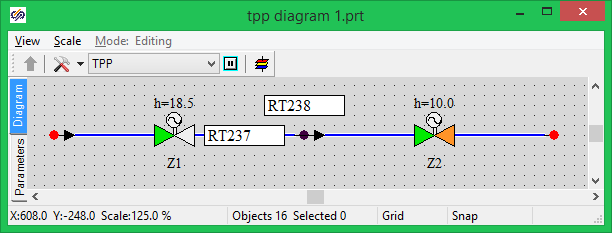 tpp diagram 1.prt
View Scale Mode: Editing
TPP
Diagram
Parameters
h=18.5
RT238
h=10.0
RT237
Z1
Z2
X:608.0 Y:-248.0 Scale:125.0 % Objects 16 Selected 0 Grid Snap